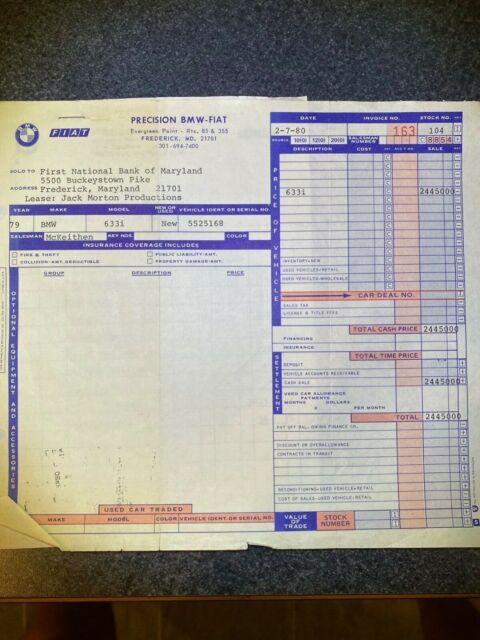 BMW
FIAT
PRECISION BMW-FIAT
Evergreen Point - Rts. 85 & 355
FREDERICK, MD. 21701
301-694-7400
DATE INVOICE NO. STOCK NO.
2-7-80 163 104
10(0) 12(0) 20(0) SALESMAN NUMBER C 8854
DESCRIPTION COST SALE
SOLD TO First National Bank of Maryland
5500 Buckeystown Pike
ADDRESS Frederick, Maryland 21701
Lease: Jack Morton Productions
YEAR MAKE MODEL NEW OR USED VEHICLE IDENT OR SERIAL NO.
79 BMW 633i New 5525168
SALESMAN McKeithen KEY NOS. COLOR
INSURANCE COVERAGE INCLUDES
FIRE & THEFT PUBLIC LIABILITY-AMT.
COLLISION-AMT. DEDUCTIBLE PROPERTY DAMAGE-AMT.
GROUP DESCRIPTION PRICE
OPTIONAL EQUIPMENT AND ACCESSORIES
PRICE OF VEHICLE
633i 2445000
INVENTORY-NEW
USED VEHICLES-RETAIL
USED VEHICLES-WHOLESALE
CAR DEAL NO.
SALES TAX
LICENSE & TITLE FEES
TOTAL CASH PRICE 2445000
FINANCING
INSURANCE
TOTAL TIME PRICE
SETTLEMENT
DEPOSIT
VEHICLE ACCOUNTS RECEIVABLE
CASH SALE 2445000
USED CAR ALLOWANCE
PAYMENTS
MONTHS DOLLARS
X PER MONTH
TOTAL 2445000
PAY OFF BAL. OWING FINANCE CO.
DISCOUNT OR OVERALLOWANCE
CONTRACTS IN TRANSIT
RECONDITIONING-USED VEHICLE-RETAIL
COST OF SALES-USED VEHICLE-RETAIL
USED CAR TRADED
MAKE MODEL COLOR VEHICLE IDENT. OR SERIAL NO.
VALUE OF TRADE STOCK NUMBER